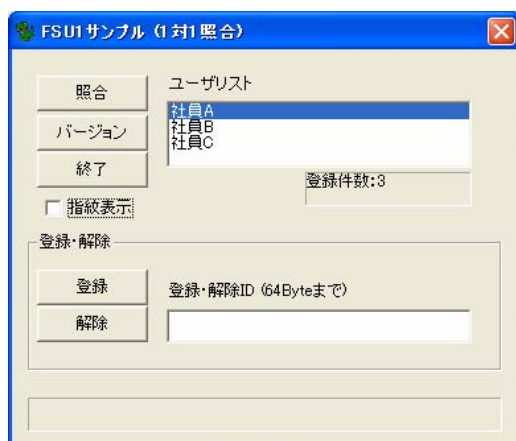 FSU1サンプル (1対1照合)
照合
ユーザリスト
社員A
社員B
社員C
バージョン
終了
登録件数:3
指紋表示
登録・解除
登録
登録・解除ID (64Byteまで)
解除